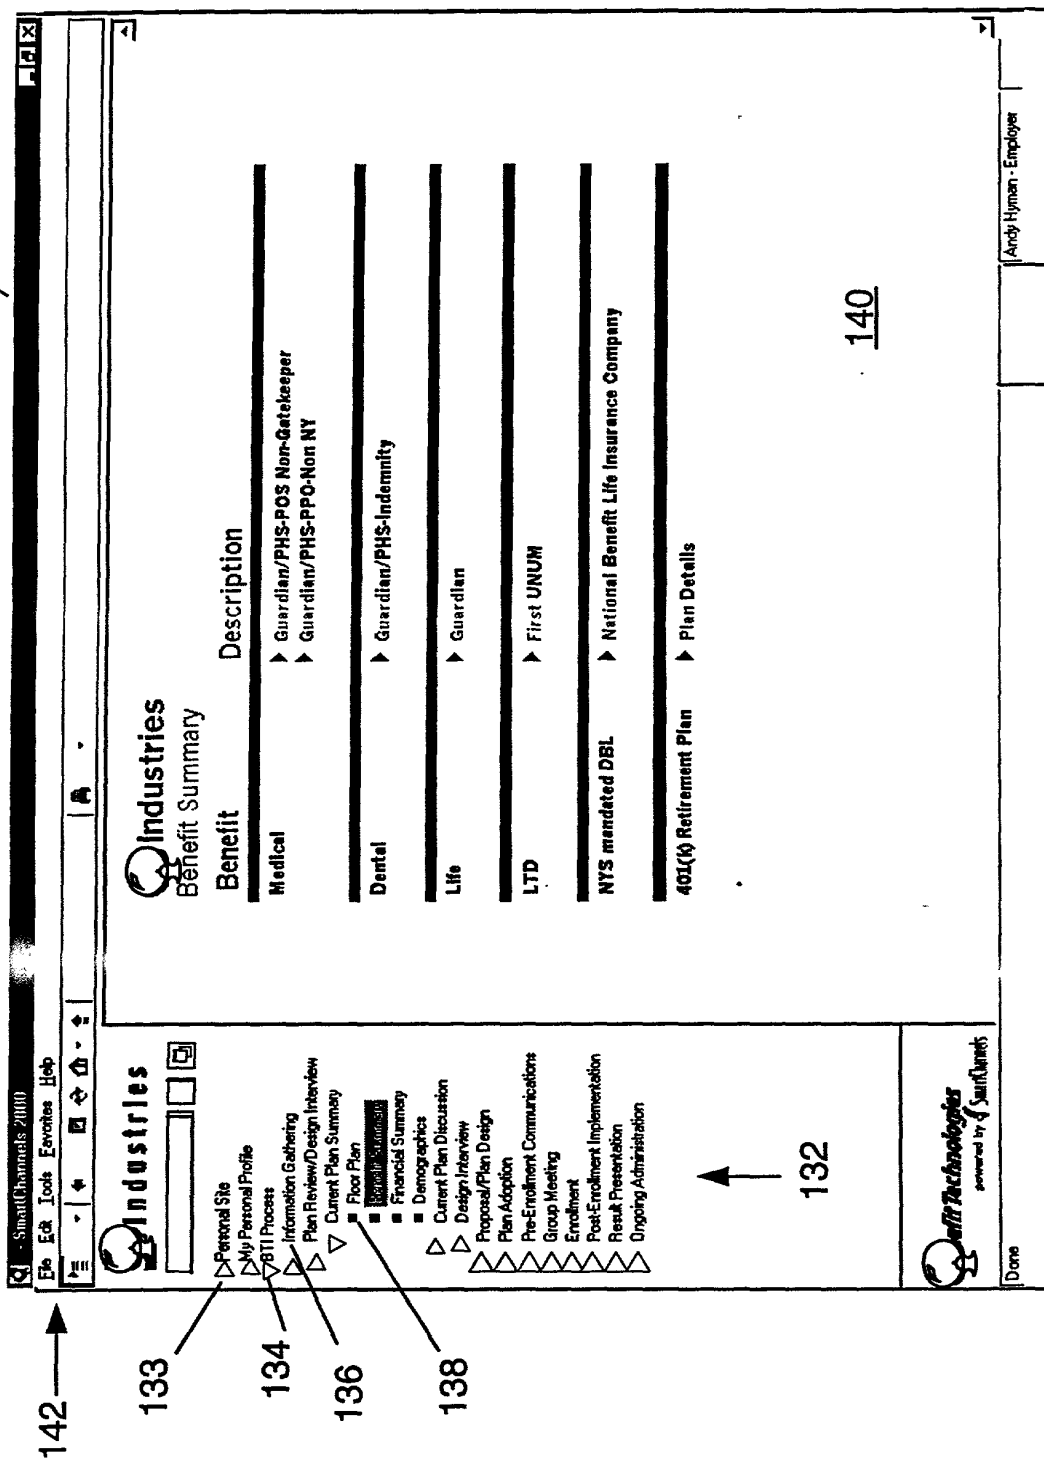 - SmartChannels 2000
File Edit Tools Favorites Help
142
Industries
133
Personal Site
My Personal Profile
134
BTI Process
136
Information Gathering
Plan Review/Design Interview
Current Plan Summary
138
Floor Plan
Benefit Summary
Financial Summary
Demographics
Current Plan Discussion
Design Interview
Proposal/Plan Design
Plan Adoption
Pre-Enrollment Communications
Group Meeting
Enrollment
Post-Enrollment Implementation
Result Presentation
Ongoing Administration
132
efit Technologies
powered by SmartChannels
Industries
Benefit Summary
Benefit Description
Medical Guardian/PHS-POS Non-Gatekeeper
Guardian/PHS-PPO-Non NY
Dental Guardian/PHS-Indemnity
Life Guardian
LTD First UNUM
NYS mandated DBL National Benefit Life Insurance Company
401(k) Retirement Plan Plan Details
140
Done
Andy Hyman - Employer